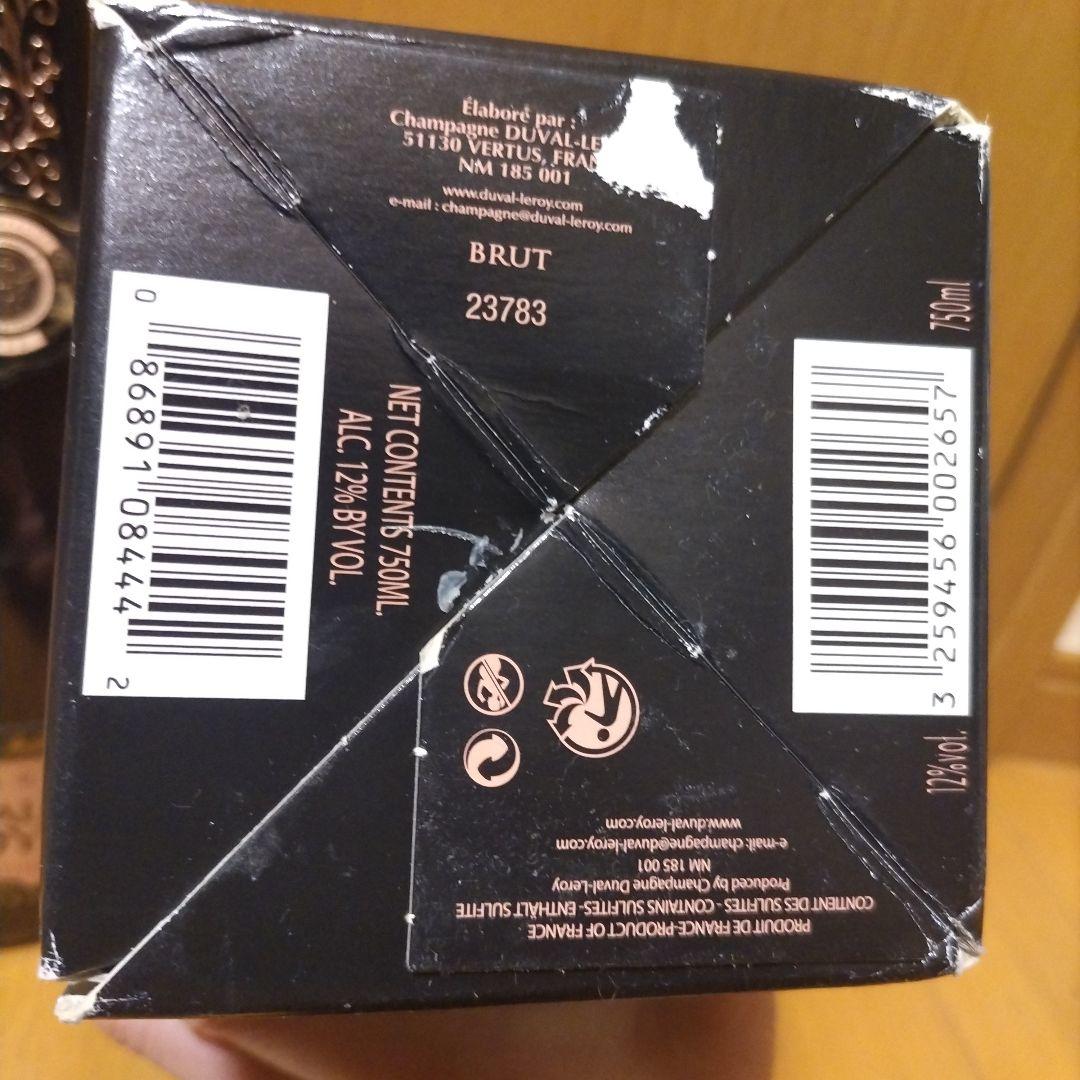 Élaboré par :
Champagne DUVAL-LE
51130 VERTUS, FRAN
NM 185 001
www.duval-leroy.com
e-mail : champagne@duval-leroy.com
BRUT
23783
0 86891 08444 2
NET CONTENTS 750ML,
ALC. 12% BY VOL.
750ml
3 259456 002657
12%vol.
PRODUIT DE FRANCE-PRODUCT OF FRANCE
CONTIENT DES SULFITES - CONTAINS SULFITES- ENTHÄLT SULFITE
Produced by Champagne Duval-Leroy
NM 185 001
e-mail: champagne@duval-leroy.com
www.duval-leroy.com